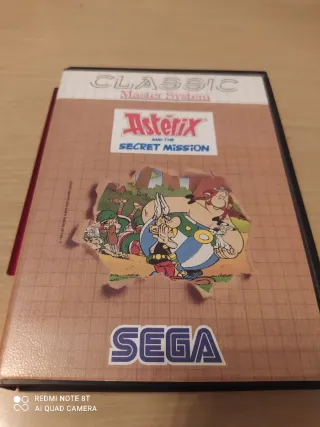 CLASSIC
Master System
Astérix
AND THE
SECRET MISSION
SEGA
REDMI NOTE 8T
AI QUAD CAMERA